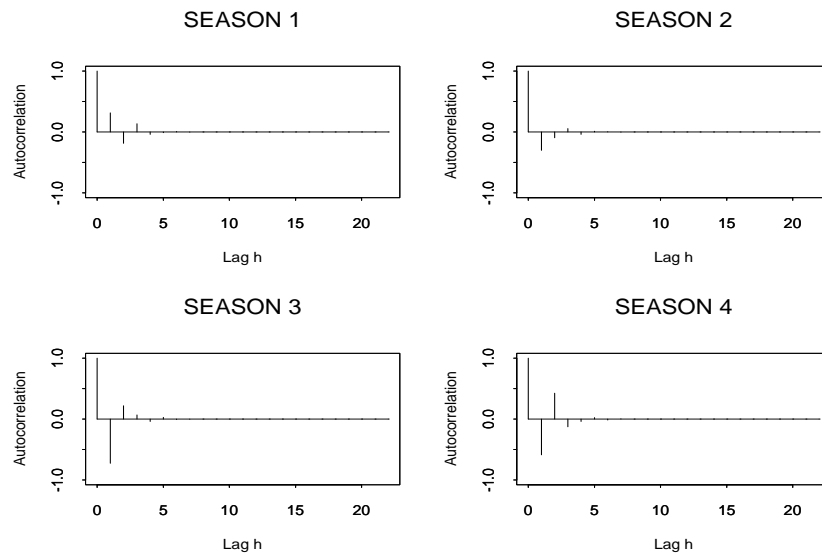 SEASON 1
Autocorrelation
1.0
0.0
-1.0
0 5 10 15 20
Lag h
SEASON 2
Autocorrelation
1.0
0.0
-1.0
0 5 10 15 20
Lag h
SEASON 3
Autocorrelation
1.0
0.0
-1.0
0 5 10 15 20
Lag h
SEASON 4
Autocorrelation
1.0
0.0
-1.0
0 5 10 15 20
Lag h